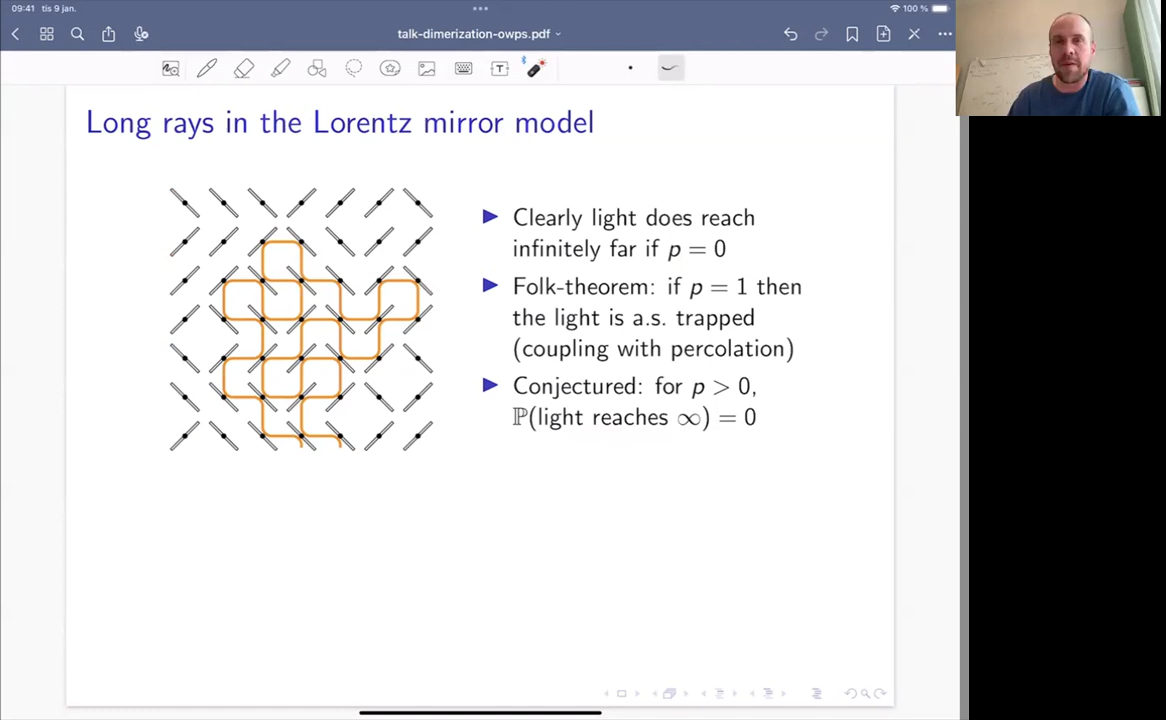 09:41 tis 9 jan.
100 %
talk-dimerization-owps.pdf
T
Long rays in the Lorentz mirror model
Clearly light does reach
infinitely far if p = 0
Folk-theorem: if p = 1 then
the light is a.s. trapped
(coupling with percolation)
Conjectured: for p > 0,
ℙ(light reaches ∞) = 0